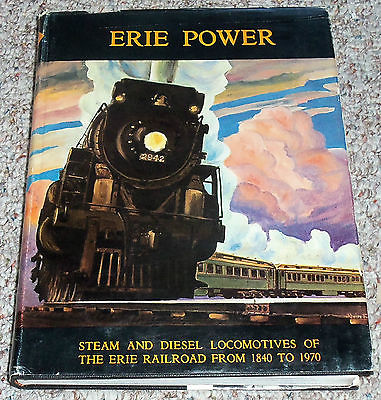 ERIE POWER
2942
STEAM AND DIESEL LOCOMOTIVES OF
THE ERIE RAILROAD FROM 1840 TO 1970